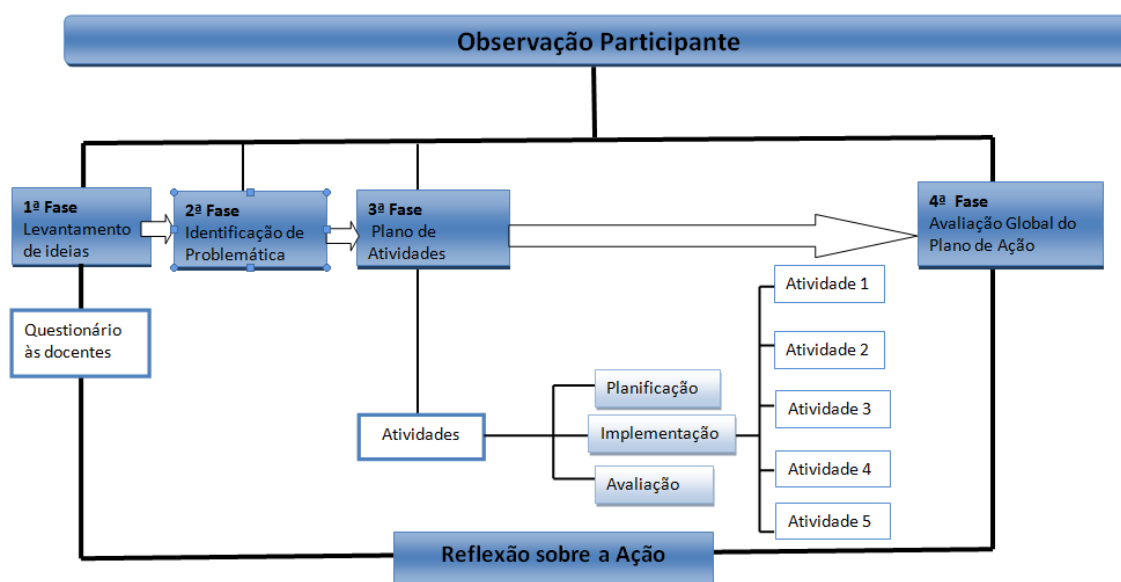 Observação Participante
1ª Fase
Levantamento
de ideias
2ª Fase
Identificação de
Problemática
3ª Fase
Plano de
Atividades
4ª Fase
Avaliação Global do
Plano de Ação
Questionário
às docentes
Atividades
Planificação
Implementação
Avaliação
Atividade 1
Atividade 2
Atividade 3
Atividade 4
Atividade 5
Reflexão sobre a Ação